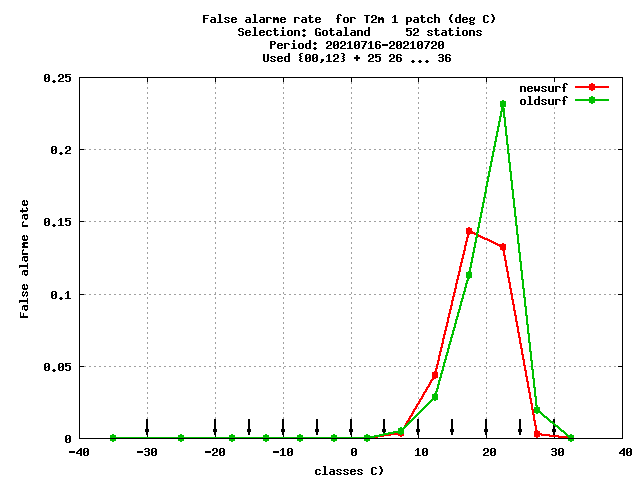 False alarme rate  for T2m 1 patch (deg C)
Selection: Gotaland     52 stations
Period: 20210716-20210720
Used {00,12} + 25 26 ... 36
newsurf
oldsurf
0.25
0.2
0.15
0.1
0.05
0
False alarme rate
-40 -30 -20 -10 0 10 20 30 40
classes C)